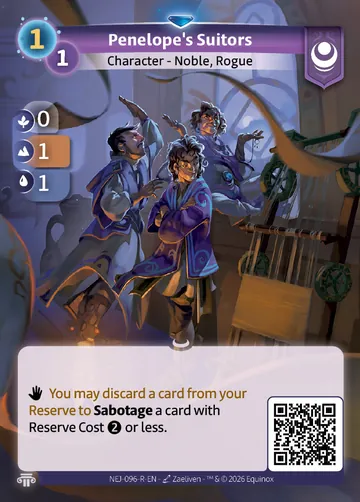 1
Penelope's Suitors
1
Character - Noble, Rogue
0
1
1
You may discard a card from your
Reserve to Sabotage a card with
Reserve Cost 2 or less.
NEJ-096-R-EN - Zaeliven - ™ & © 2026 Equinox